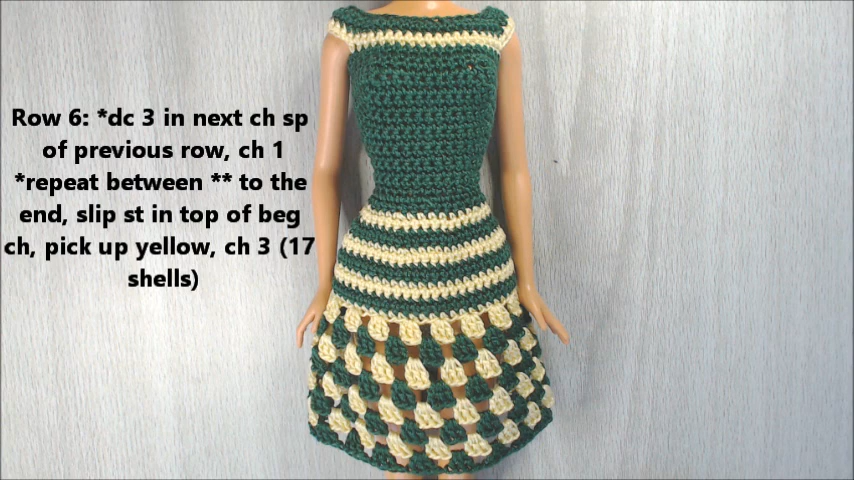 Row 6: *dc 3 in next ch sp
of previous row, ch 1
*repeat between ** to the
end, slip st in top of beg
ch, pick up yellow, ch 3 (17
shells)